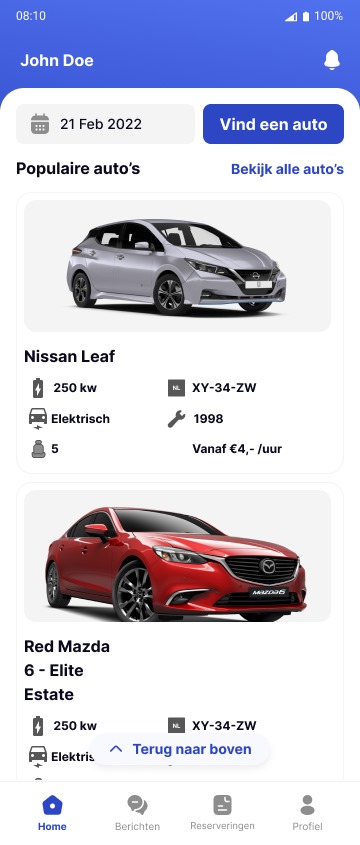 08:10
100%
John Doe
21 Feb 2022
Vind een auto
Populaire auto’s
Bekijk alle auto’s
Nissan Leaf
250 kw
NL XY-34-ZW
Elektrisch
1998
5
Vanaf €4,- /uur
MAZDA6
Red Mazda
6 - Elite
Estate
250 kw
NL XY-34-ZW
Elektris
Terug naar boven
Home
Berichten
Reserveringen
Profiel